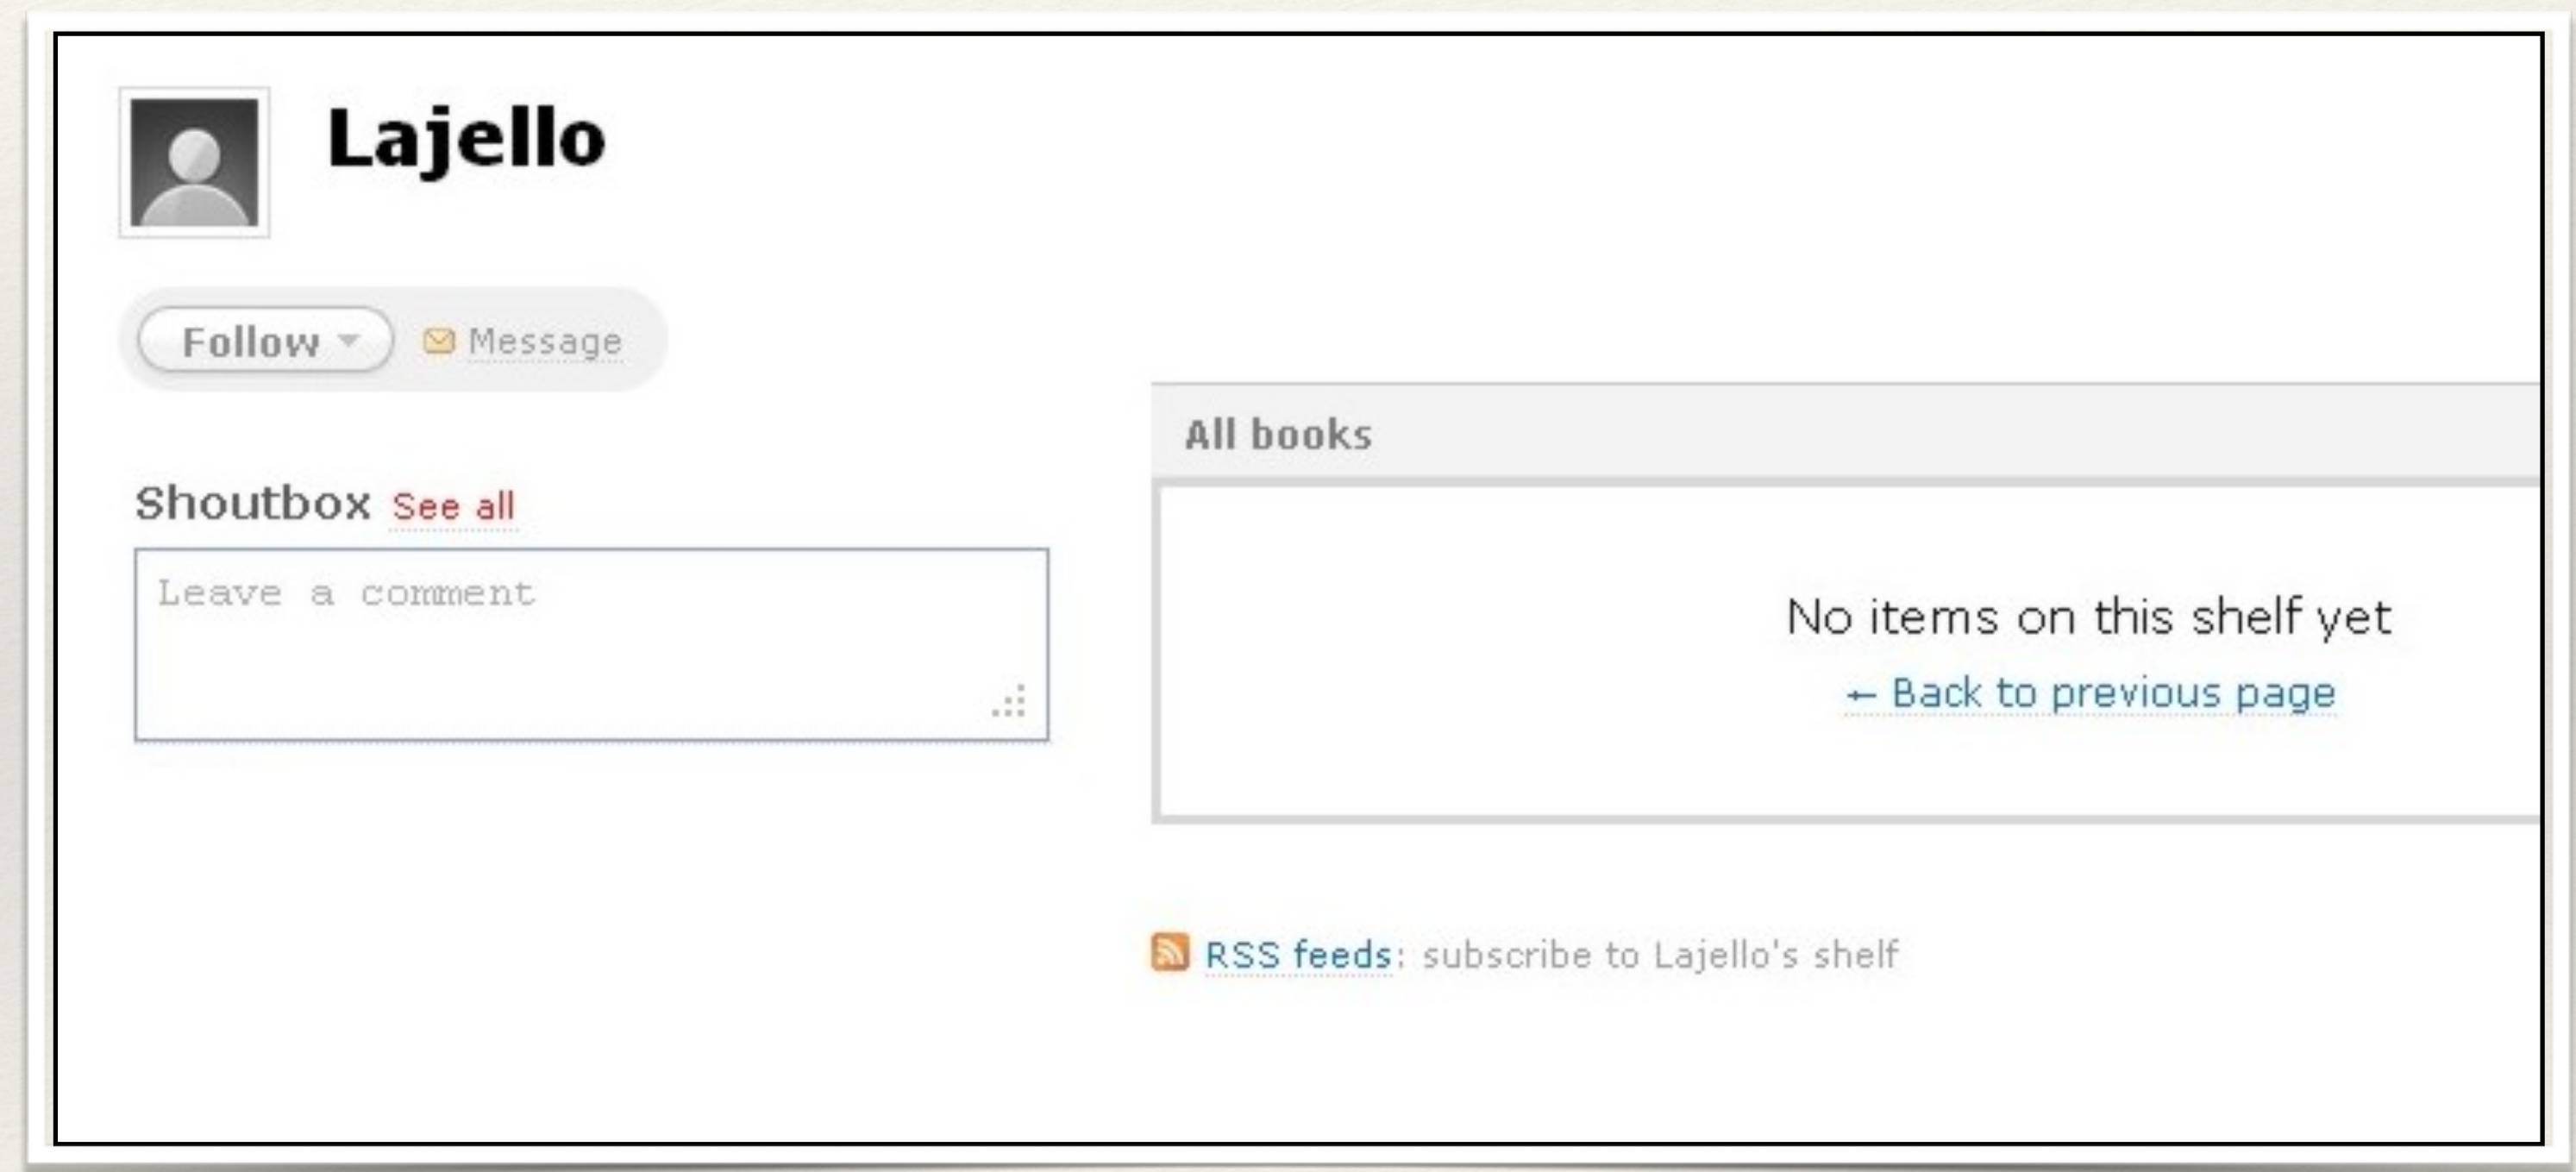 Lajello
Follow
Message
Shoutbox See all
Leave a comment
All books
No items on this shelf yet
← Back to previous page
RSS feeds: subscribe to Lajello's shelf